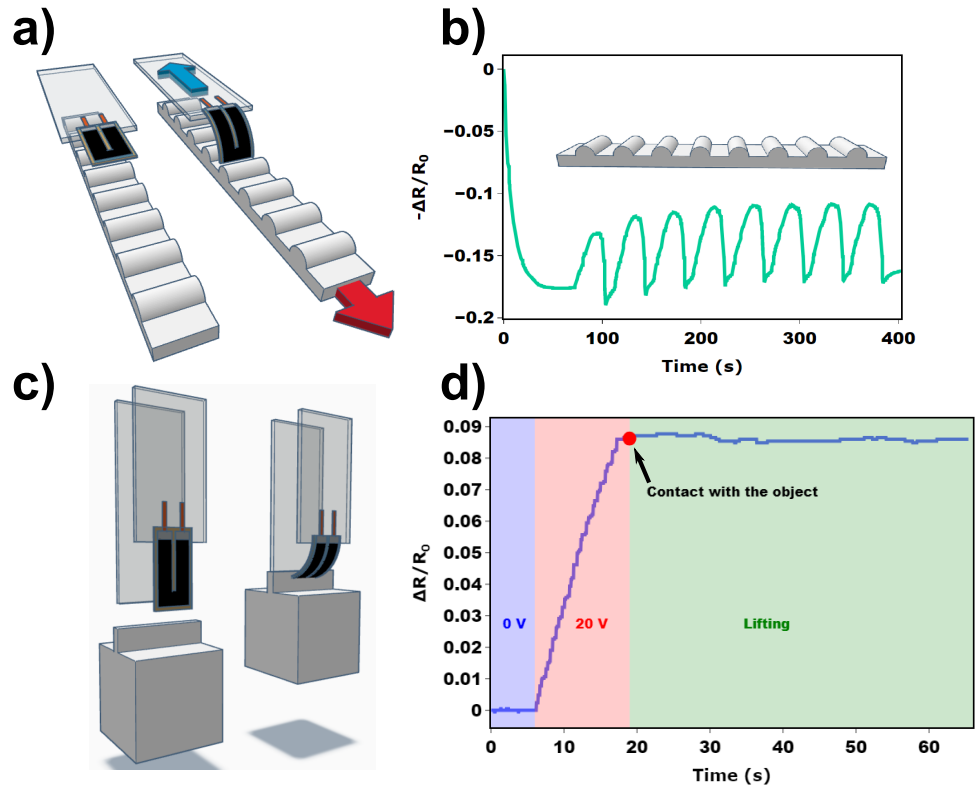 a)
b)
0
−0.05
−0.1
−0.15
−0.2
-ΔR/R₀
0
100
200
300
400
Time (s)
c)
d)
0.09
0.08
0.07
0.06
0.05
0.04
0.03
0.02
0.01
0
ΔR/R₀
Contact with the object
0 V
20 V
Lifting
0
10
20
30
40
50
60
Time (s)